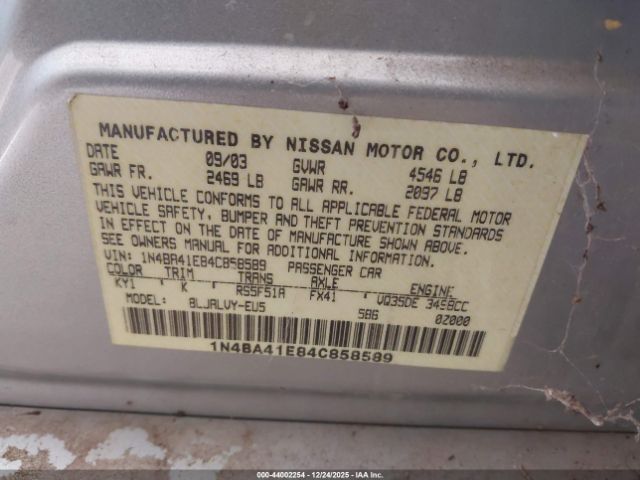 MANUFACTURED BY NISSAN MOTOR CO., LTD.
DATE 09/03 GVWR 4546 LB
GAWR FR. 2469 LB GAWR RR. 2097 LB
THIS VEHICLE CONFORMS TO ALL APPLICABLE FEDERAL MOTOR
VEHICLE SAFETY, BUMPER AND THEFT PREVENTION STANDARDS
IN EFFECT ON THE DATE OF MANUFACTURE SHOWN ABOVE.
SEE OWNERS MANUAL FOR ADDITIONAL INFORMATION.
VIN: 1N4BA41E84C858589 PASSENGER CAR
COLOR TRIM TRANS AXLE ENGINE
KY1 K RS5F51A FX41 VQ35DE 3498CC
MODEL: BLJALVY-EU5 5B6 0Z000
1N4BA41E84C858589
000-44002254 | 12/24/2025 | IAA, Inc.